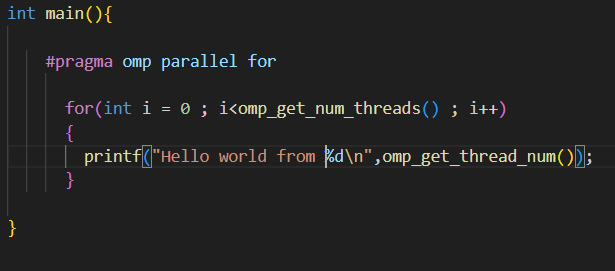 int main(){
#pragma omp parallel for
for(int i = 0 ; i<omp_get_num_threads() ; i++)
{
printf("Hello world from %d\n",omp_get_thread_num());
}
}